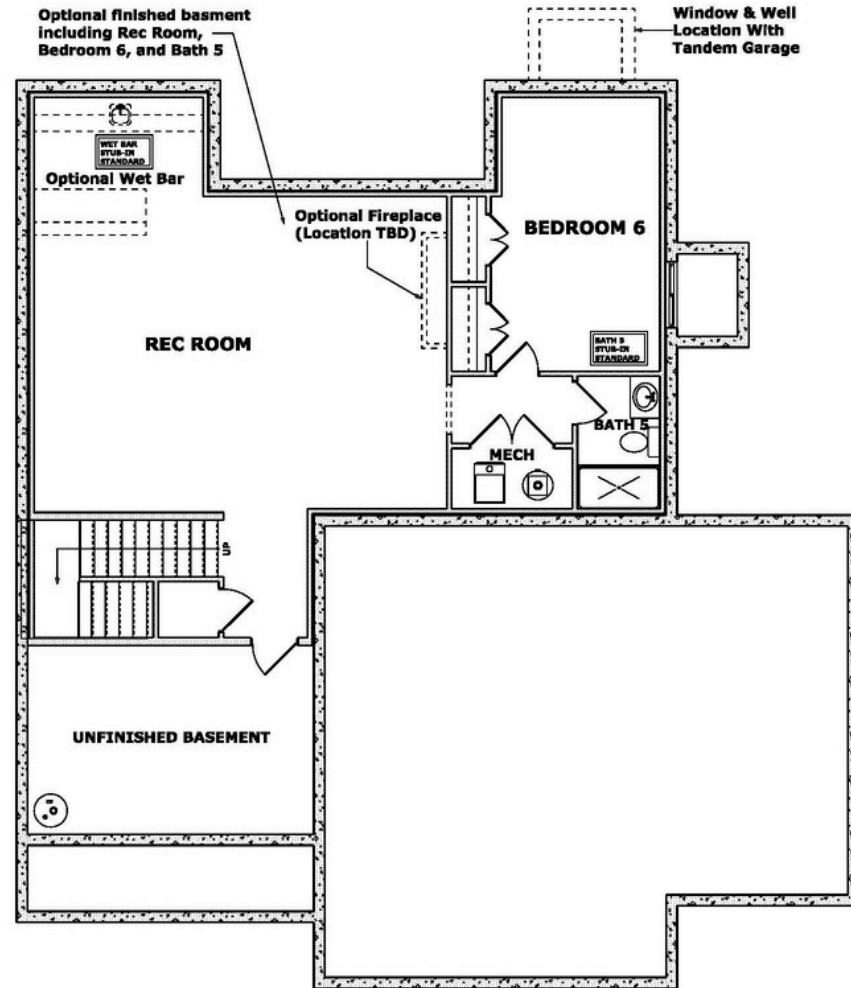 Optional finished basment
including Rec Room,
Bedroom 6, and Bath 5
Window & Well
Location With
Tandem Garage
WET BAR
STUB-IN
STANDARD
Optional Wet Bar
Optional Fireplace
(Location TBD)
BEDROOM 6
REC ROOM
BATH 5
STUB-IN
STANDARD
BATH 5
MECH
UP
UNFINISHED BASEMENT